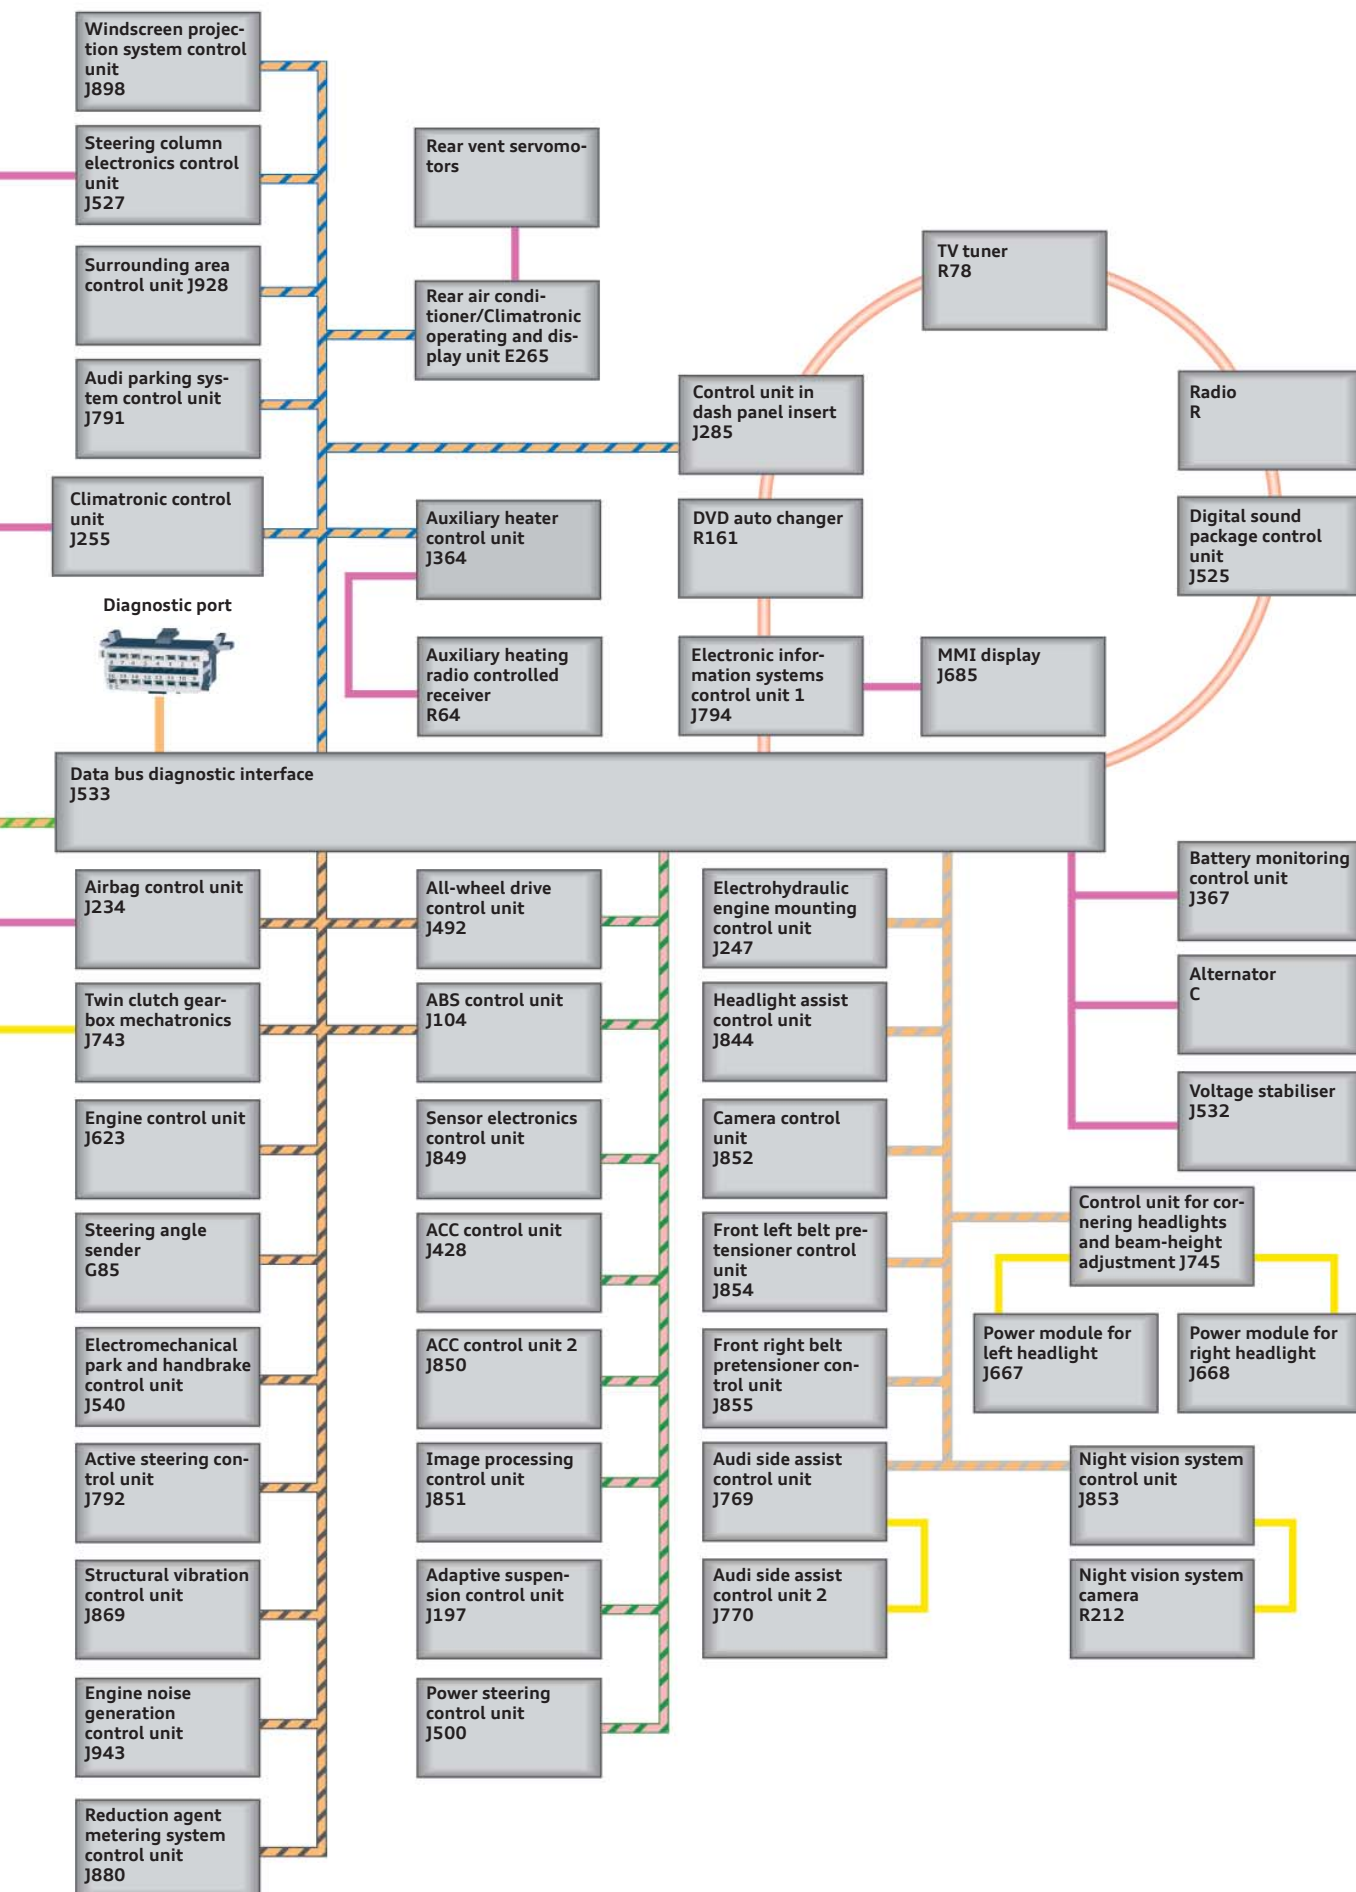 Windscreen projec-
tion system control
unit
J898
Steering column
electronics control
unit
J527
Surrounding area
control unit J928
Audi parking sys-
tem control unit
J791
Climatronic control
unit
J255
Diagnostic port
Rear vent servomo-
tors
Rear air condi-
tioner/Climatronic
operating and dis-
play unit E265
Auxiliary heater
control unit
J364
Auxiliary heating
radio controlled
receiver
R64
Control unit in
dash panel insert
J285
DVD auto changer
R161
Electronic infor-
mation systems
control unit 1
J794
MMI display
J685
TV tuner
R78
Radio
R
Digital sound
package control
unit
J525
Data bus diagnostic interface
J533
Airbag control unit
J234
Twin clutch gear-
box mechatronics
J743
Engine control unit
J623
Steering angle
sender
G85
Electromechanical
park and handbrake
control unit
J540
Active steering con-
trol unit
J792
Structural vibration
control unit
J869
Engine noise
generation
control unit
J943
Reduction agent
metering system
control unit
J880
All-wheel drive
control unit
J492
ABS control unit
J104
Sensor electronics
control unit
J849
ACC control unit
J428
ACC control unit 2
J850
Image processing
control unit
J851
Adaptive suspen-
sion control unit
J197
Power steering
control unit
J500
Electrohydraulic
engine mounting
control unit
J247
Headlight assist
control unit
J844
Camera control
unit
J852
Front left belt pre-
tensioner control
unit
J854
Front right belt
pretensioner con-
trol unit
J855
Audi side assist
control unit
J769
Audi side assist
control unit 2
J770
Battery monitoring
control unit
J367
Alternator
C
Voltage stabiliser
J532
Control unit for cor-
nering headlights
and beam-height
adjustment J745
Power module for
left headlight
J667
Power module for
right headlight
J668
Night vision system
control unit
J853
Night vision system
camera
R212